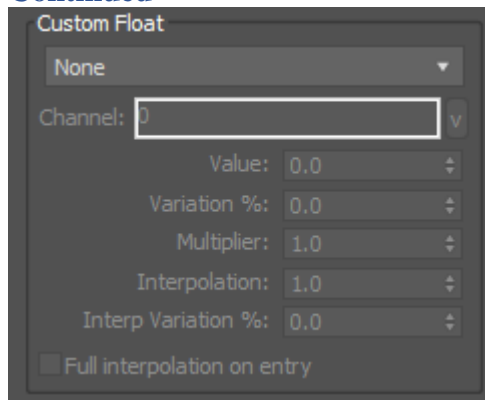 Custom Float
None
Channel: 0 v
Value: 0.0
Variation %: 0.0
Multiplier: 1.0
Interpolation: 1.0
Interp Variation %: 0.0
Full interpolation on entry